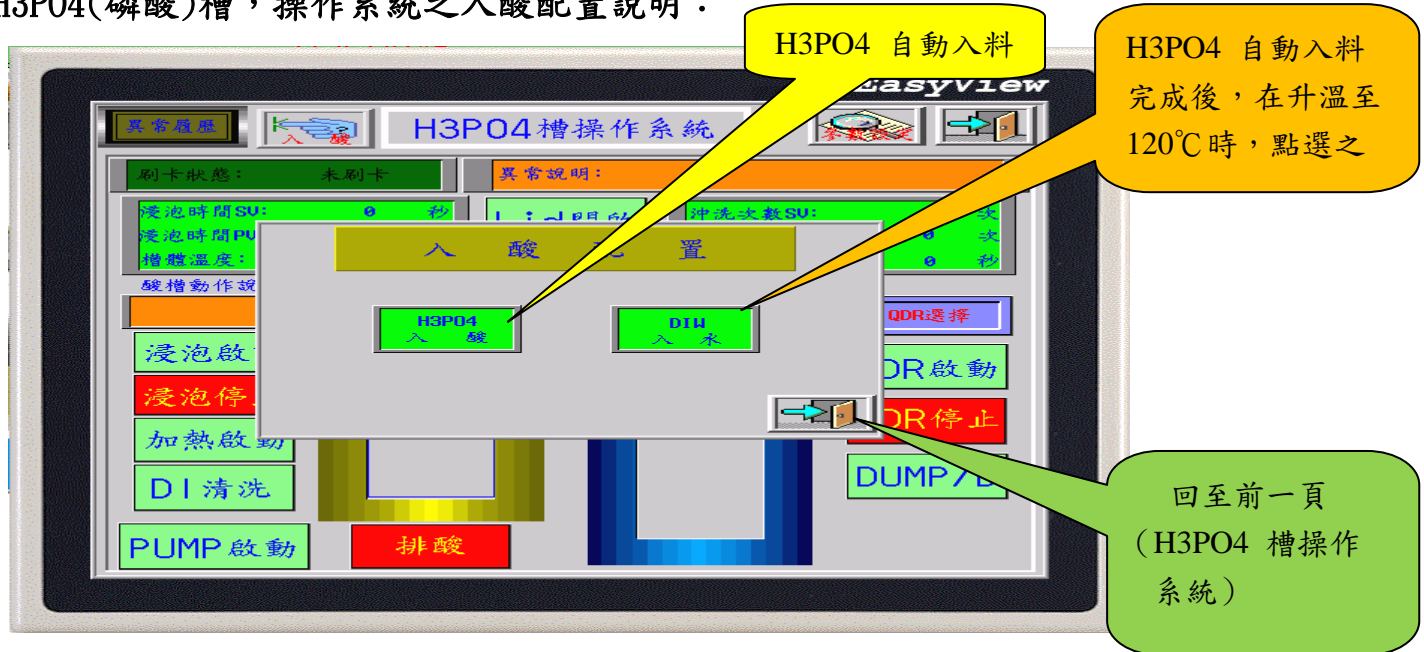 H3PO4(磷酸)槽，操作系統之入酸配置說明：
H3PO4 自動入料
H3PO4 自動入料
完成後，在升溫至
120℃時，點選之
EasyView
異常履歷
入 酸
H3PO4槽操作系統
參數設定
刷卡狀態： 未刷卡
異常說明：
浸泡時間SV: 0 秒
浸泡時間PV
槽體溫度：
Lid開啟
沖洗次數SV: 次
0 次
0 秒
酸槽動作說
入 酸 配 置
H3PO4
入 酸
DIW
入 水
QDR選擇
浸泡啟
浸泡停
加熱啟動
DI清洗
PUMP啟動
排酸
DR啟動
DR停止
DUMP/D
回至前一頁
（H3PO4 槽操作
系統）